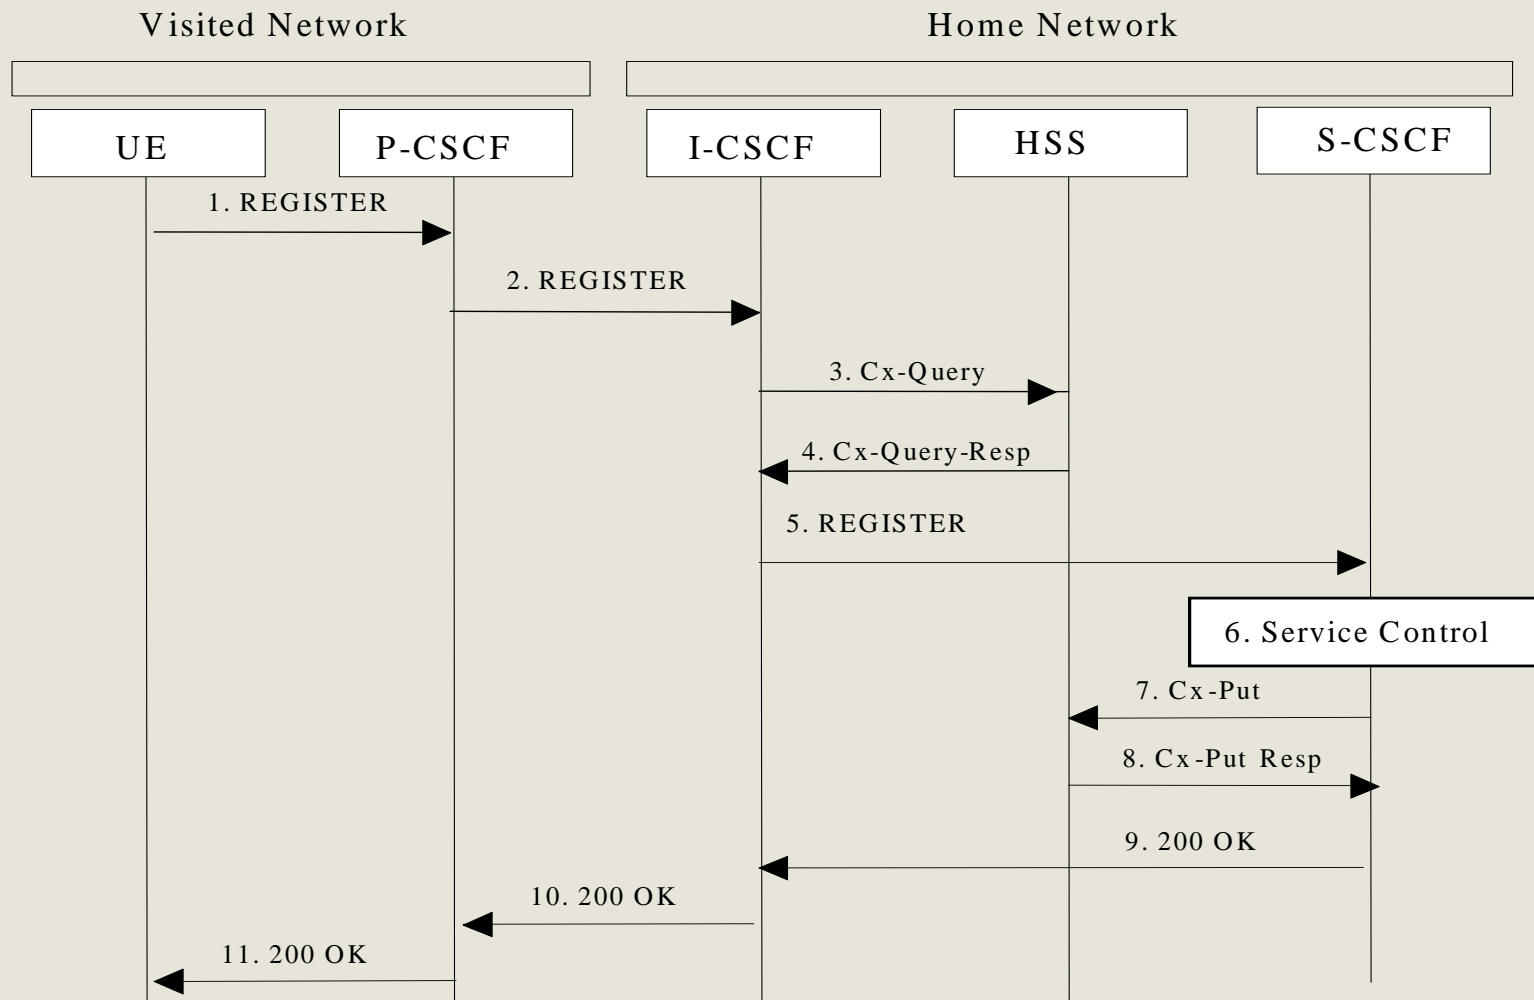 Visited Network
Home Network
UE
P-CSCF
I-CSCF
HSS
S-CSCF
1. REGISTER
2. REGISTER
3. Cx-Query
4. Cx-Query-Resp
5. REGISTER
6. Service Control
7. Cx-Put
8. Cx-Put Resp
9. 200 OK
10. 200 OK
11. 200 OK